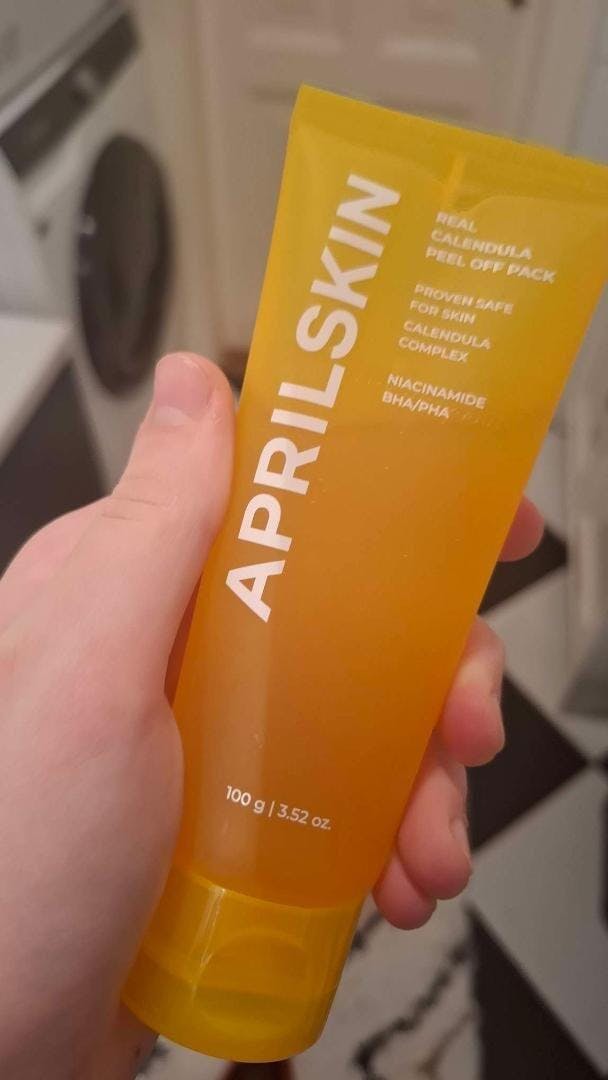 APRILSKIN
REAL
CALENDULA
PEEL OFF PACK
PROVEN SAFE
FOR SKIN
CALENDULA
COMPLEX
NIACINAMIDE
BHA/PHA
100 g | 3.52 oz.